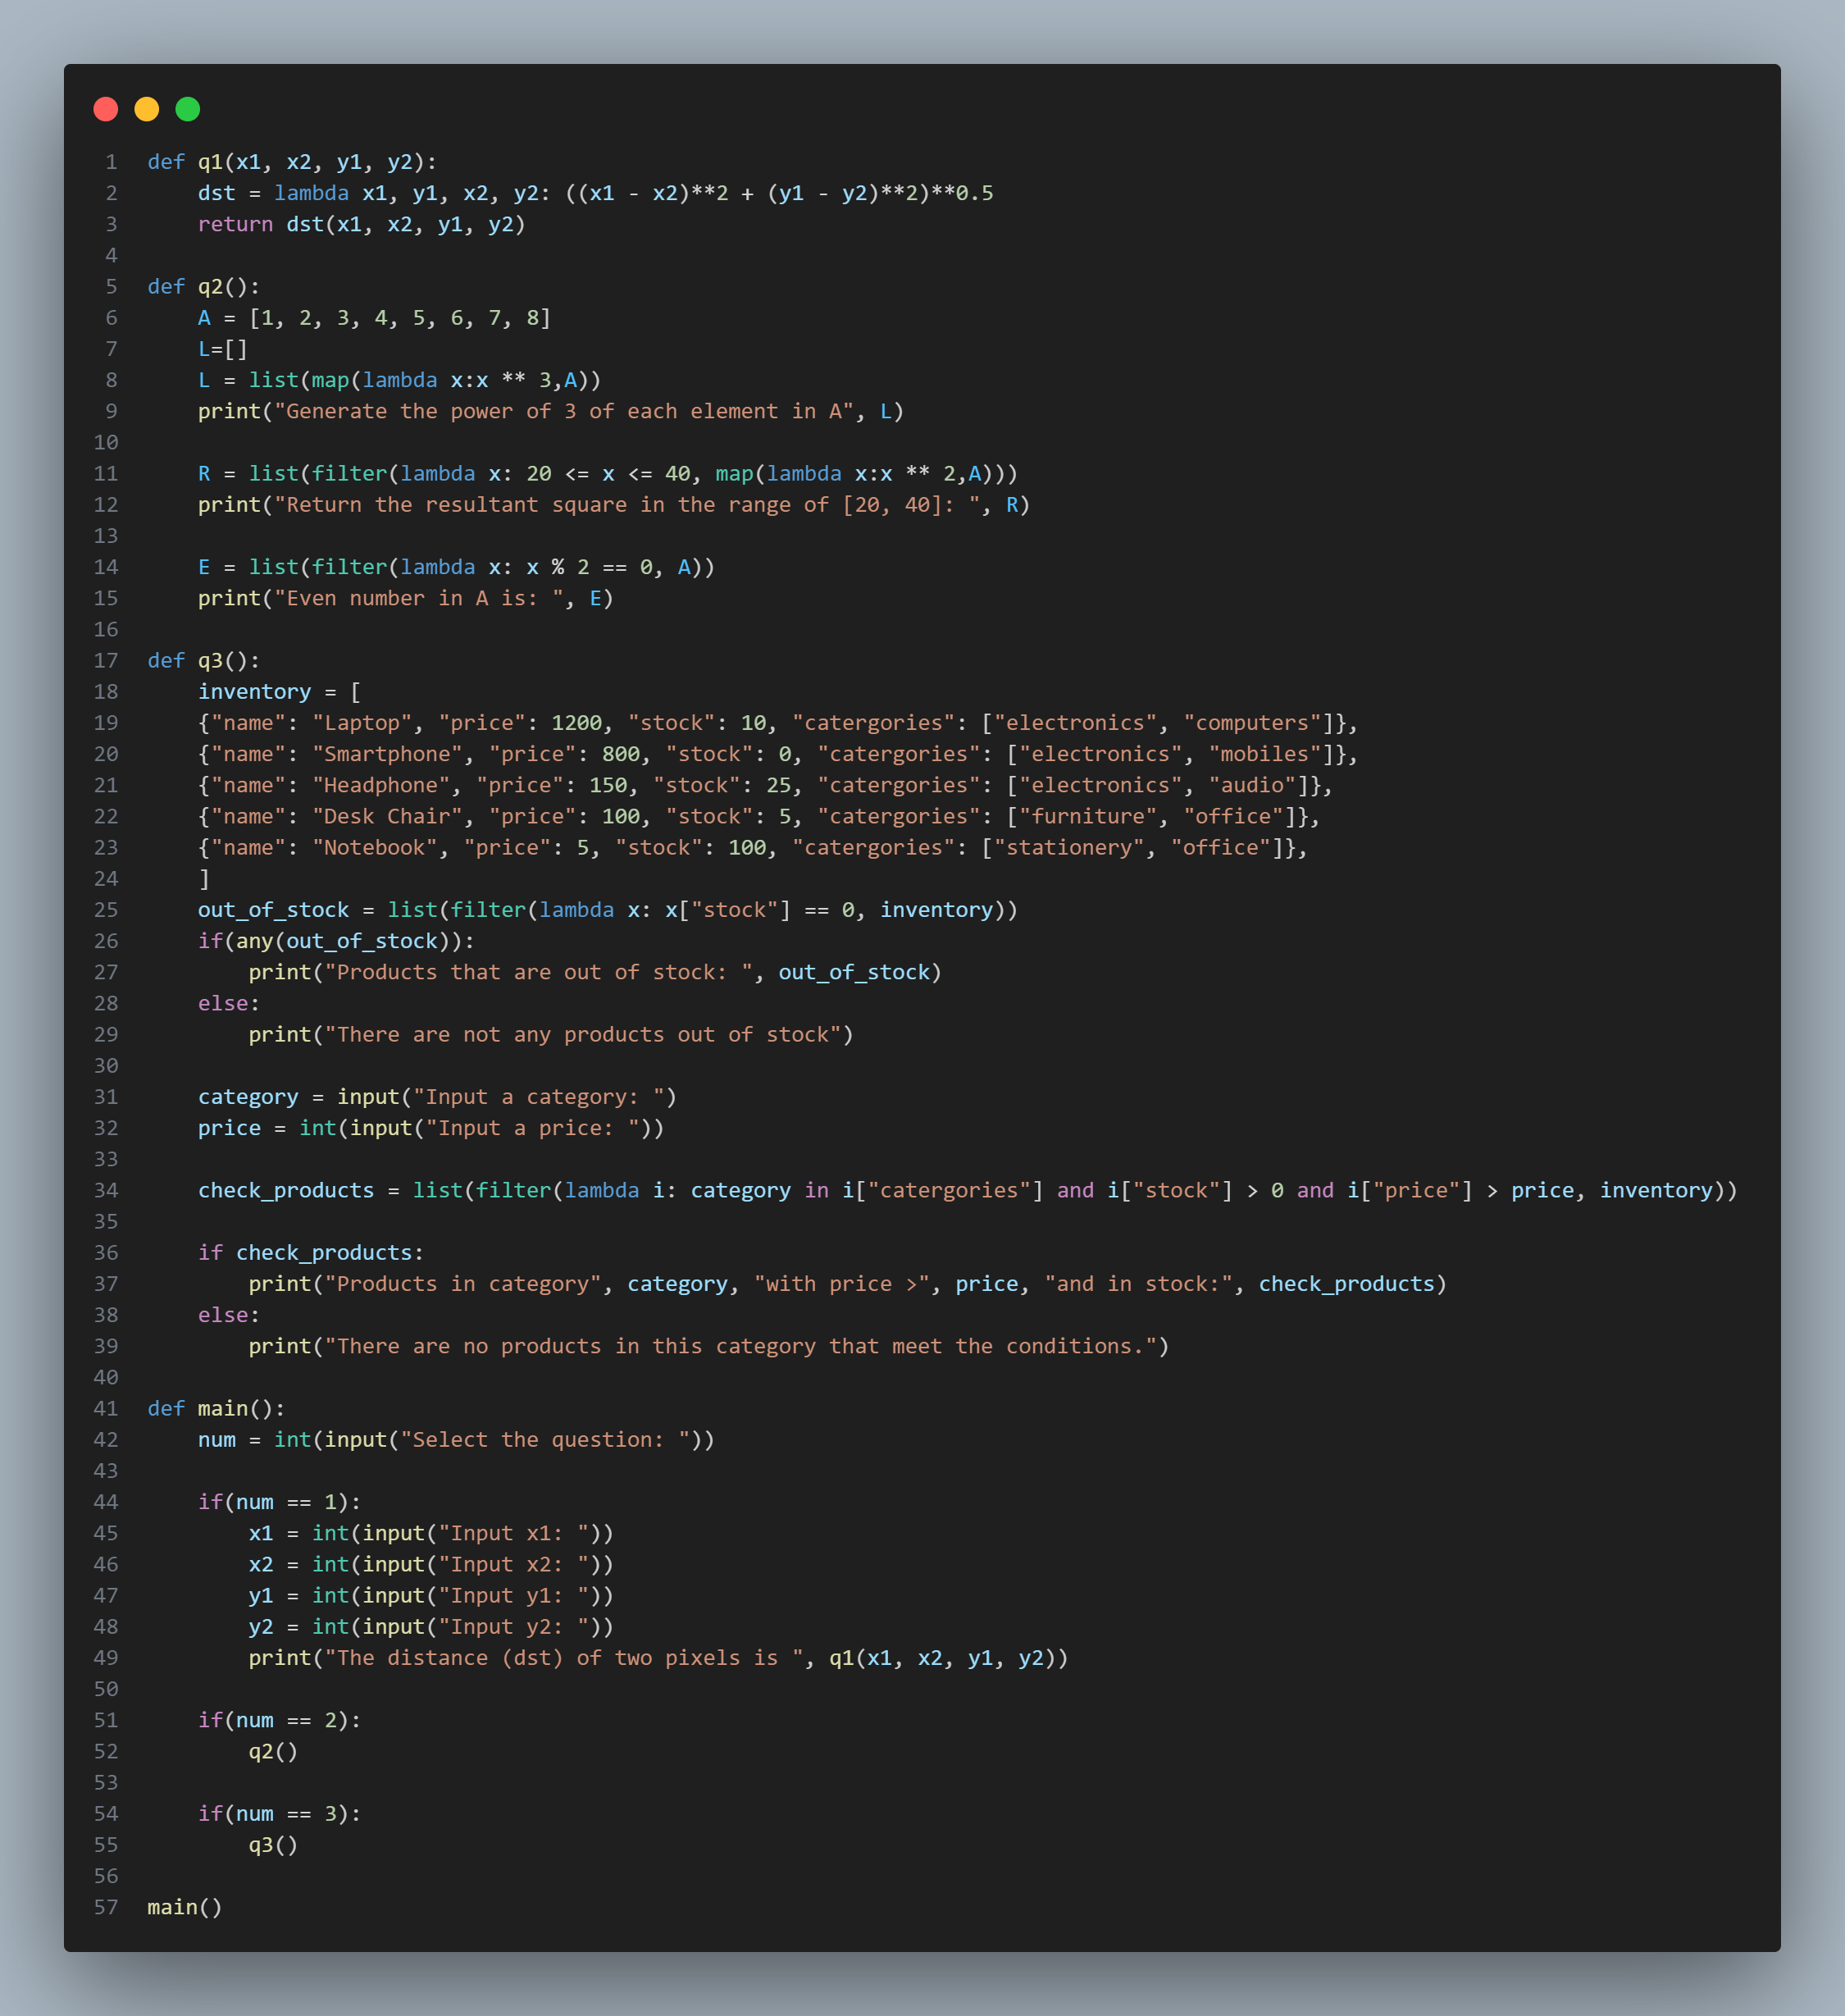 1 def q1(x1, x2, y1, y2):
2     dst = lambda x1, y1, x2, y2: ((x1 - x2)**2 + (y1 - y2)**2)**0.5
3     return dst(x1, x2, y1, y2)
4
5 def q2():
6     A = [1, 2, 3, 4, 5, 6, 7, 8]
7     L=[]
8     L = list(map(lambda x:x ** 3,A))
9     print("Generate the power of 3 of each element in A", L)
10
11     R = list(filter(lambda x: 20 <= x <= 40, map(lambda x:x ** 2,A)))
12     print("Return the resultant square in the range of [20, 40]: ", R)
13
14     E = list(filter(lambda x: x % 2 == 0, A))
15     print("Even number in A is: ", E)
16
17 def q3():
18     inventory = [
19     {"name": "Laptop", "price": 1200, "stock": 10, "catergories": ["electronics", "computers"]},
20     {"name": "Smartphone", "price": 800, "stock": 0, "catergories": ["electronics", "mobiles"]},
21     {"name": "Headphone", "price": 150, "stock": 25, "catergories": ["electronics", "audio"]},
22     {"name": "Desk Chair", "price": 100, "stock": 5, "catergories": ["furniture", "office"]},
23     {"name": "Notebook", "price": 5, "stock": 100, "catergories": ["stationery", "office"]},
24     ]
25     out_of_stock = list(filter(lambda x: x["stock"] == 0, inventory))
26     if(any(out_of_stock)):
27         print("Products that are out of stock: ", out_of_stock)
28     else:
29         print("There are not any products out of stock")
30
31     category = input("Input a category: ")
32     price = int(input("Input a price: "))
33
34     check_products = list(filter(lambda i: category in i["catergories"] and i["stock"] > 0 and i["price"] > price, inventory))
35
36     if check_products:
37         print("Products in category", category, "with price >", price, "and in stock:", check_products)
38     else:
39         print("There are no products in this category that meet the conditions.")
40
41 def main():
42     num = int(input("Select the question: "))
43
44     if(num == 1):
45         x1 = int(input("Input x1: "))
46         x2 = int(input("Input x2: "))
47         y1 = int(input("Input y1: "))
48         y2 = int(input("Input y2: "))
49         print("The distance (dst) of two pixels is ", q1(x1, x2, y1, y2))
50
51     if(num == 2):
52         q2()
53
54     if(num == 3):
55         q3()
56
57 main()